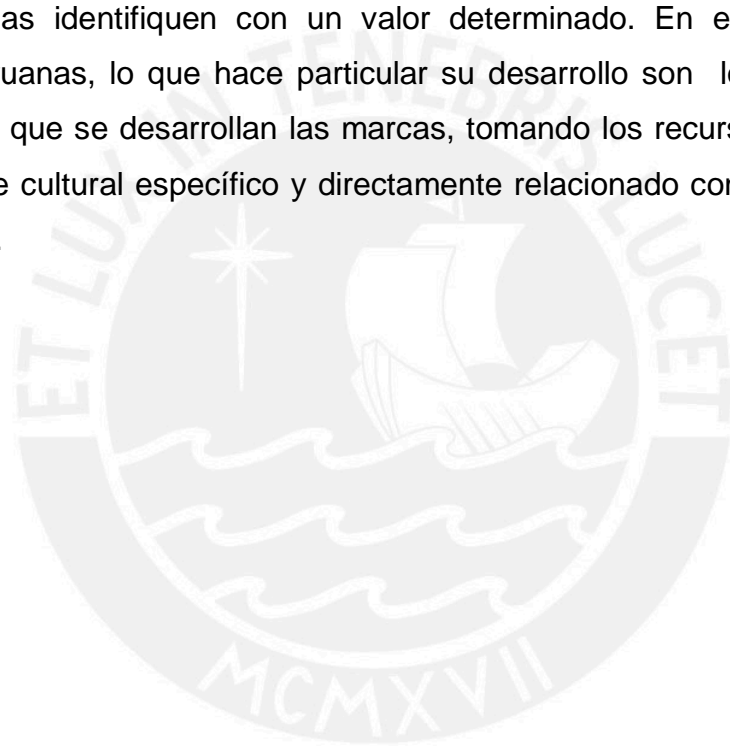 as identifiquen con un valor determinado. En e
uanas, lo que hace particular su desarrollo son
que se desarrollan las marcas, tomando los recurs
cultural específico y directamente relacionado con
ET LUX IN TENEBRIS LUCET
MCMXVII